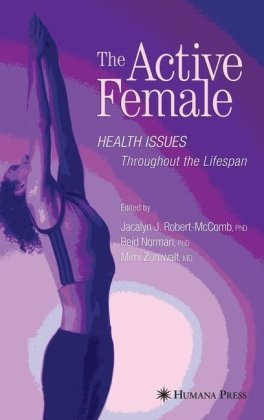 The Active
Female
HEALTH ISSUES
Throughout the Lifespan
Edited by
Jacalyn J. Robert-McComb, PhD
Reid Norman, PhD
Mimi Zumwalt, MD
HUMANA PRESS